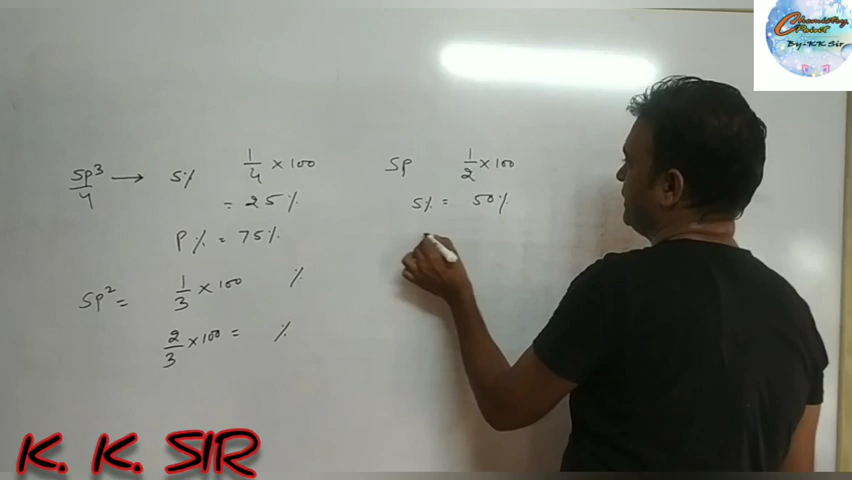 Chemistry
Point
By:-KK Sir
sp³/4 → S% 1/4 × 100
= 25%
P% = 75%
Sp² = 1/3 × 100 %
2/3 × 100 = %
SP 1/2 × 100
S% = 50%
K. K. SIR